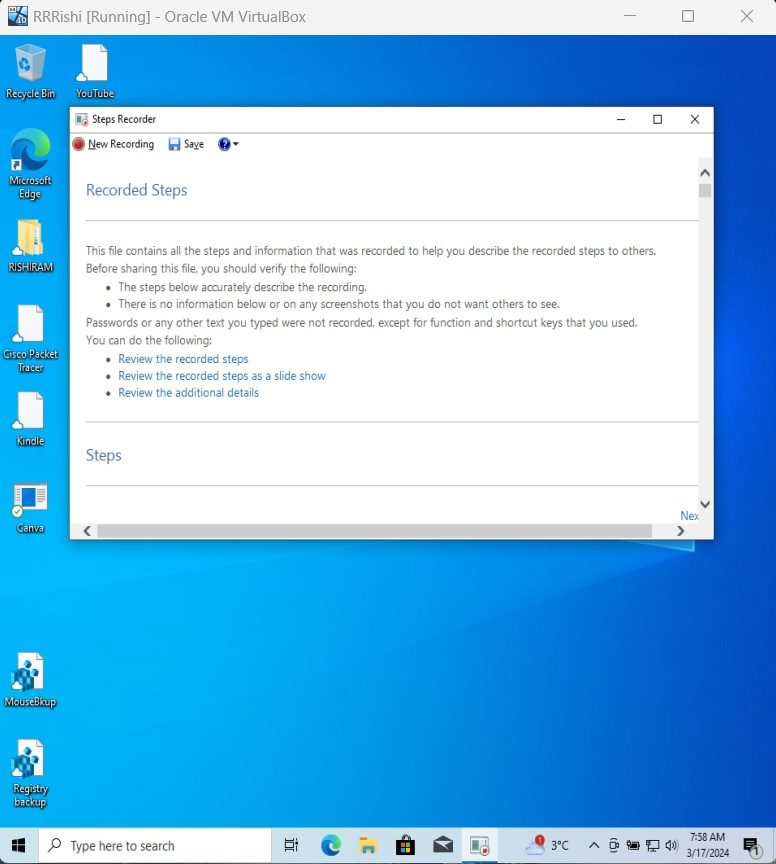 RRRishi [Running] - Oracle VM VirtualBox
Recycle Bin
YouTube
Steps Recorder
New Recording
Save
?
Microsoft
Edge
RISHIRAM
Cisco Packet
Tracer
Kindle
Canva
Recorded Steps
This file contains all the steps and information that was recorded to help you describe the recorded steps to others.
Before sharing this file, you should verify the following:
• The steps below accurately describe the recording.
• There is no information below or on any screenshots that you do not want others to see.
Passwords or any other text you typed were not recorded, except for function and shortcut keys that you used.
You can do the following:
• Review the recorded steps
• Review the recorded steps as a slide show
• Review the additional details
Steps
Nex
MouseBkup
Registry
backup
Type here to search
1
3°C
7:58 AM
3/17/2024
1